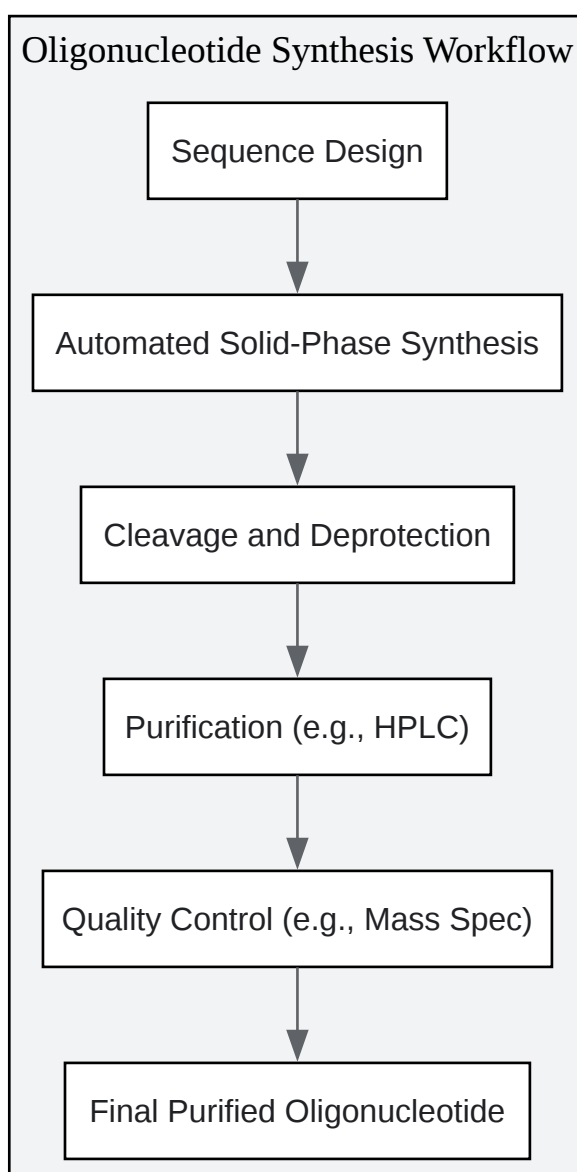 Oligonucleotide Synthesis Workflow
Sequence Design
Automated Solid-Phase Synthesis
Cleavage and Deprotection
Purification (e.g., HPLC)
Quality Control (e.g., Mass Spec)
Final Purified Oligonucleotide